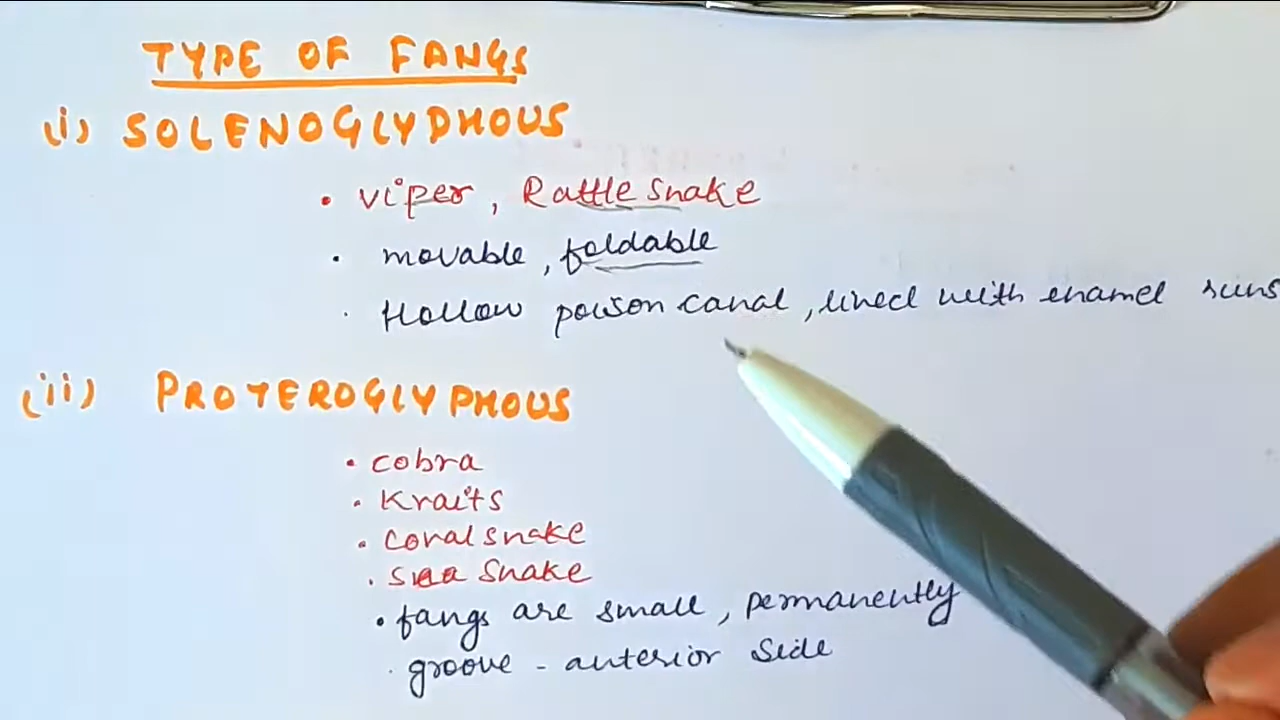 TYPE OF FANGS
(i) SOLENOGLYPHOUS
• viper, Rattle snake
• movable, foldable
• Hollow poison canal, lined with enamel runs
(ii) PROTEROGLYPHOUS
• cobra
• Kraits
• coral snake
• sea snake
• fangs are small, permanently
• groove - anterior side